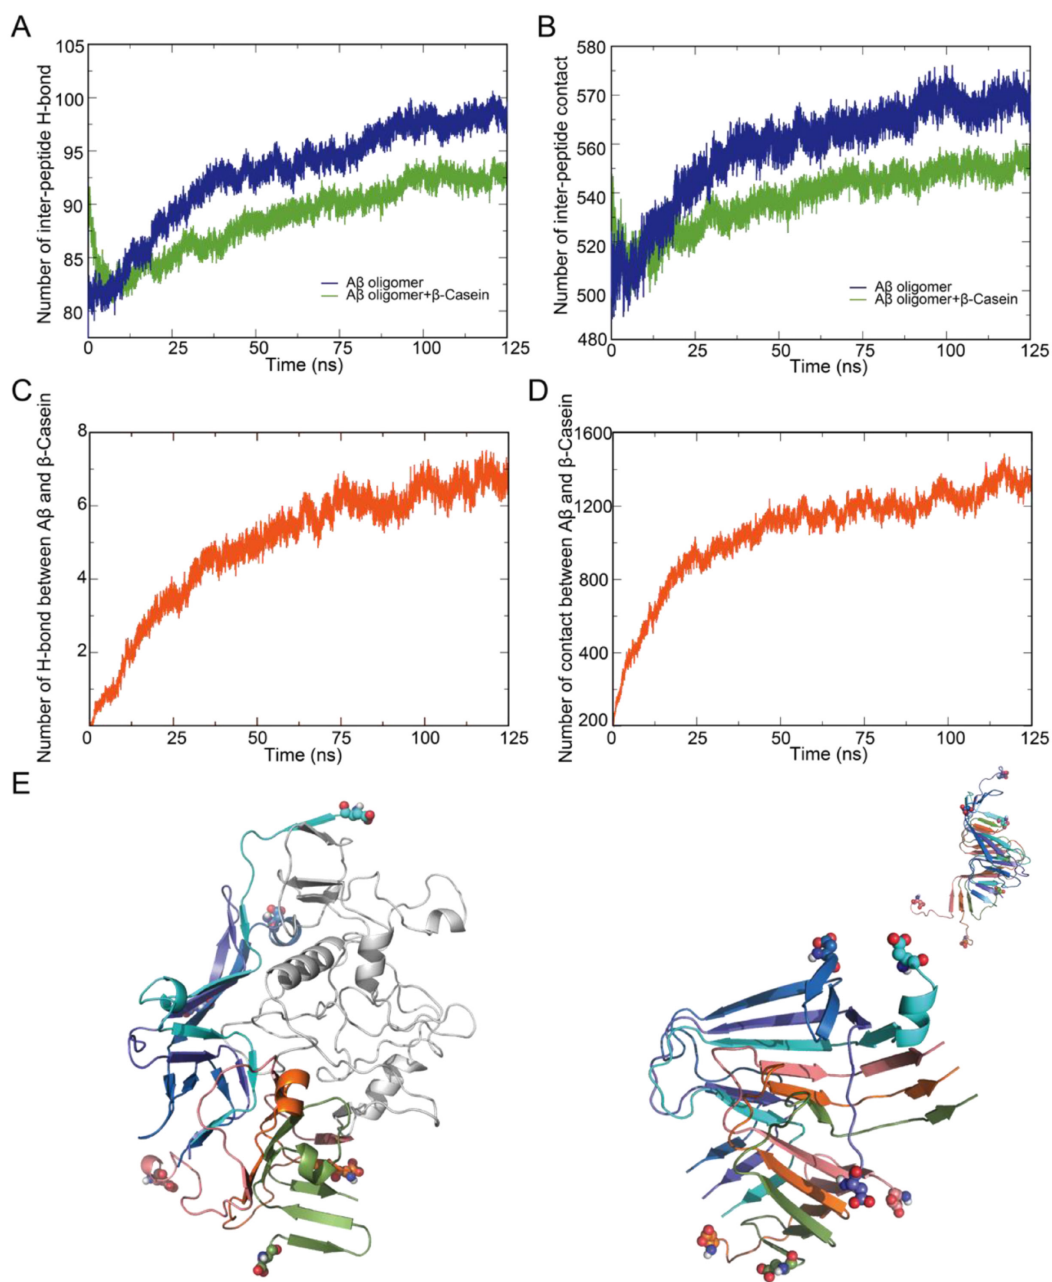 A
B
105
100
95
90
85
80
Number of inter-peptide H-bond
Aβ oligomer
Aβ oligomer+β-Casein
0
25
50
75
100
125
Time (ns)
580
570
560
540
520
500
480
Number of inter-peptide contact
Aβ oligomer
Aβ oligomer+β-Casein
0
25
50
75
100
125
Time (ns)
C
D
8
6
4
2
Number of H-bond between Aβ and β-Casein
0
25
50
75
100
125
Time (ns)
1600
1200
800
400
200
Number of contact between Aβ and β-Casein
0
25
50
75
100
125
Time (ns)
E